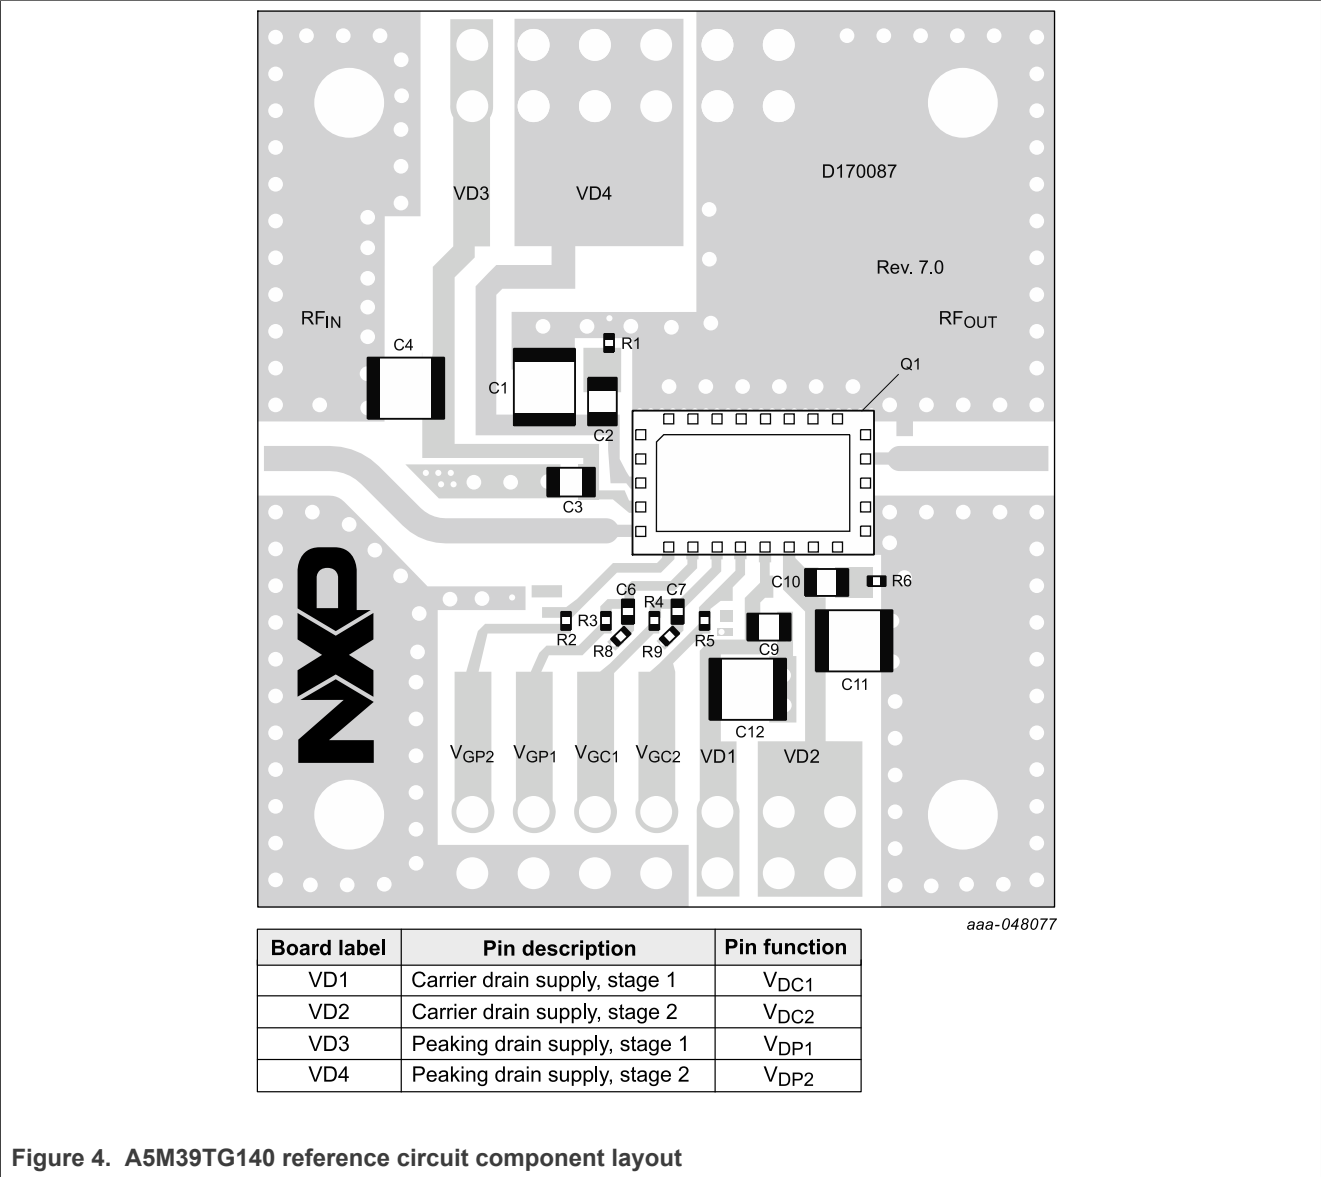 VD3
VD4
D170087
Rev. 7.0
RFIN
RFOUT
C4
R1
Q1
C1
C2
C3
C10
R6
C6
C7
R4
R3
R2
R5
R8
R9
C9
C11
C12
NXP
VGP2
VGP1
VGC1
VGC2
VD1
VD2
aaa-048077
Board label Pin description Pin function
VD1 Carrier drain supply, stage 1 VDC1
VD2 Carrier drain supply, stage 2 VDC2
VD3 Peaking drain supply, stage 1 VDP1
VD4 Peaking drain supply, stage 2 VDP2
Figure 4. A5M39TG140 reference circuit component layout